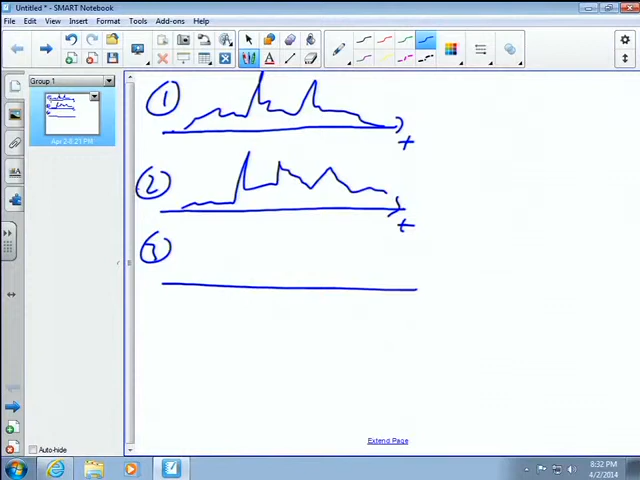 Untitled * - SMART Notebook
File Edit View Insert Format Tools Add-ons Help
Group 1
Apr 2-8:21 PM
1
t
2
t
3
Extend Page
Auto-hide
8:32 PM
4/2/2014